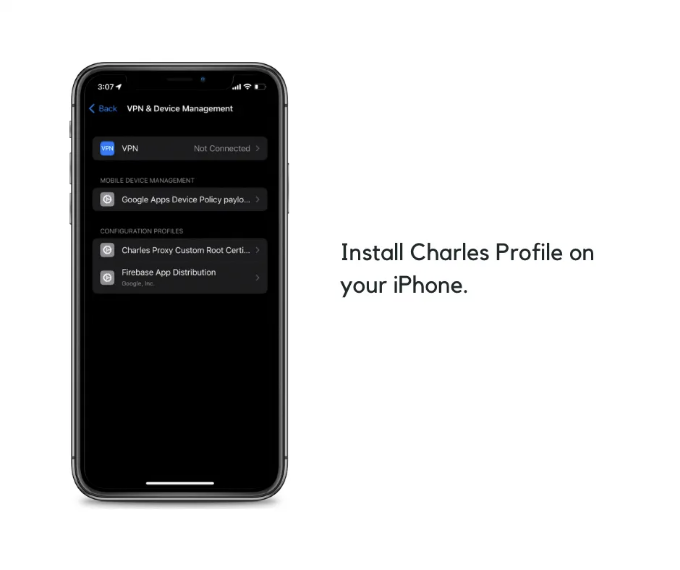 3:07
Back VPN & Device Management
VPN VPN Not Connected
MOBILE DEVICE MANAGEMENT
Google Apps Device Policy paylo...
CONFIGURATION PROFILES
Charles Proxy Custom Root Certi...
Firebase App Distribution
Google, Inc.
Install Charles Profile on
your iPhone.